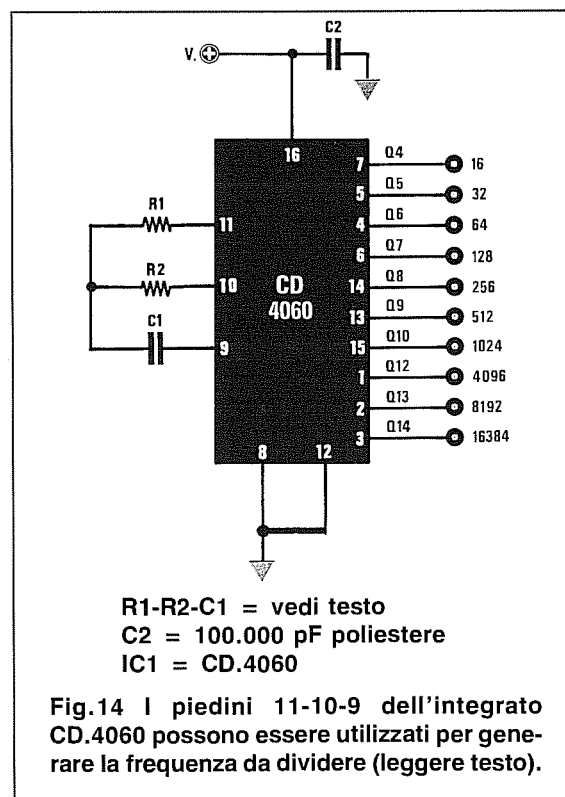 C2
V.
16
7 Q4 16
5 Q5 32
R1
11
4 Q6 64
6 Q7 128
R2
10
CD
4060
14 Q8 256
13 Q9 512
C1
9
15 Q10 1024
1 Q12 4096
2 Q13 8192
3 Q14 16384
8 12
R1-R2-C1 = vedi testo
C2 = 100.000 pF poliestere
IC1 = CD.4060
Fig.14 I piedini 11-10-9 dell'integrato
CD.4060 possono essere utilizzati per gene-
rare la frequenza da dividere (leggere testo).